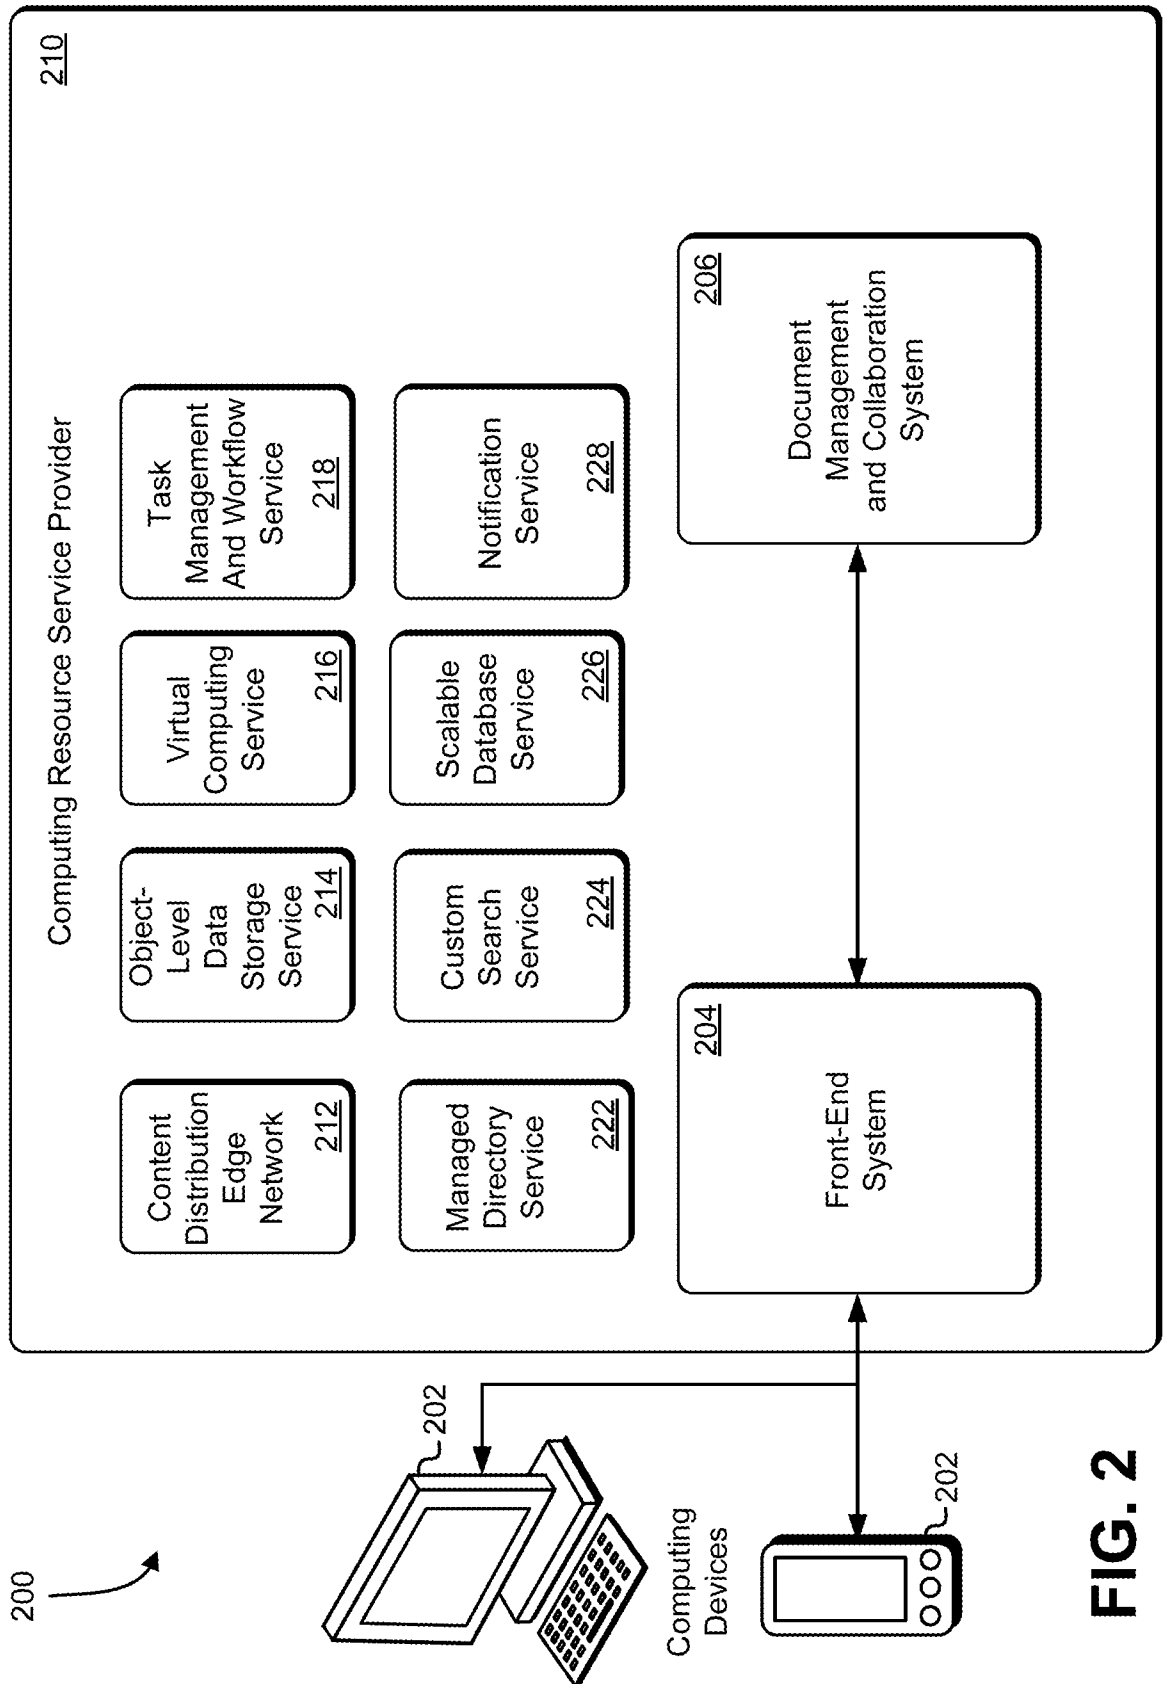 200
Computing Resource Service Provider
210
Content
Distribution
Edge
Network
212
Object-
Level Data
Storage
Service
214
Virtual
Computing
Service
216
Task
Management
And Workflow
Service
218
Managed
Directory
Service
222
Custom
Search
Service
224
Scalable
Database
Service
226
Notification
Service
228
202
Computing
Devices
202
204
Front-End
System
206
Document
Management
and Collaboration
System
FIG. 2